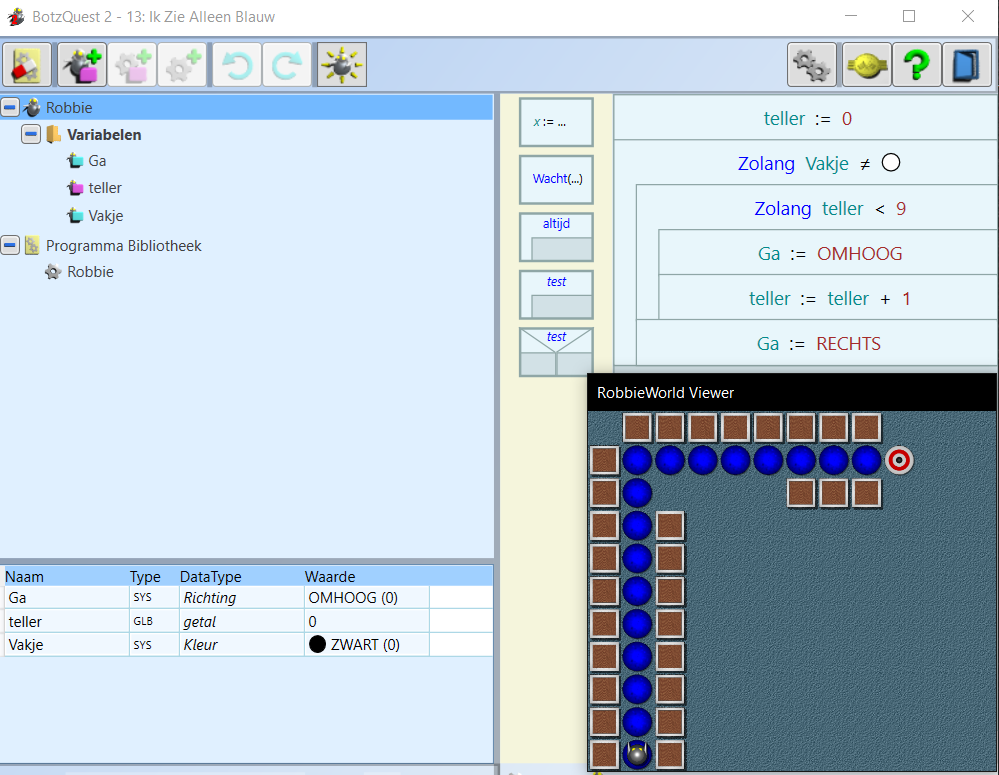 BotzQuest 2 - 13: Ik Zie Alleen Blauw
Robbie
Variabelen
Ga
teller
Vakje
Programma Bibliotheek
Robbie
Naam Type DataType Waarde
Ga SYS Richting OMHOOG (0)
teller GLB getal 0
Vakje SYS Kleur ZWART (0)
x := ...
Wacht(...)
altijd
test
test
teller := 0
Zolang Vakje ≠
Zolang teller < 9
Ga := OMHOOG
teller := teller + 1
Ga := RECHTS
RobbieWorld Viewer